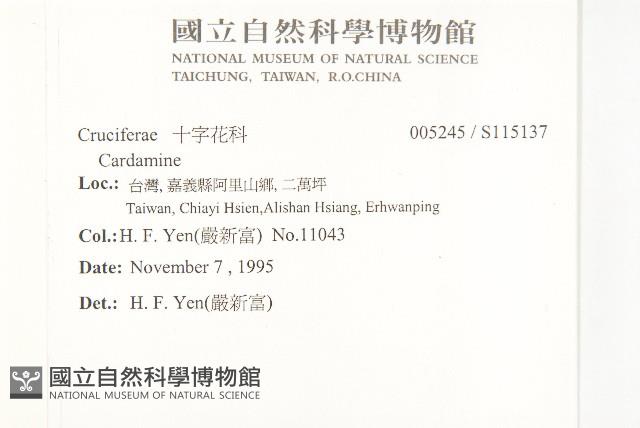 國立自然科學博物館
NATIONAL MUSEUM OF NATURAL SCIENCE
TAICHUNG, TAIWAN, R.O.CHINA
Cruciferae 十字花科 005245 / S115137
Cardamine
Loc.: 台灣, 嘉義縣阿里山鄉, 二萬坪
Taiwan, Chiayi Hsien,Alishan Hsiang, Erhwanping
Col.:H. F. Yen(嚴新富) No.11043
Date: November 7 , 1995
Det.: H. F. Yen(嚴新富)
國立自然科學博物館
NATIONAL MUSEUM OF NATURAL SCIENCE